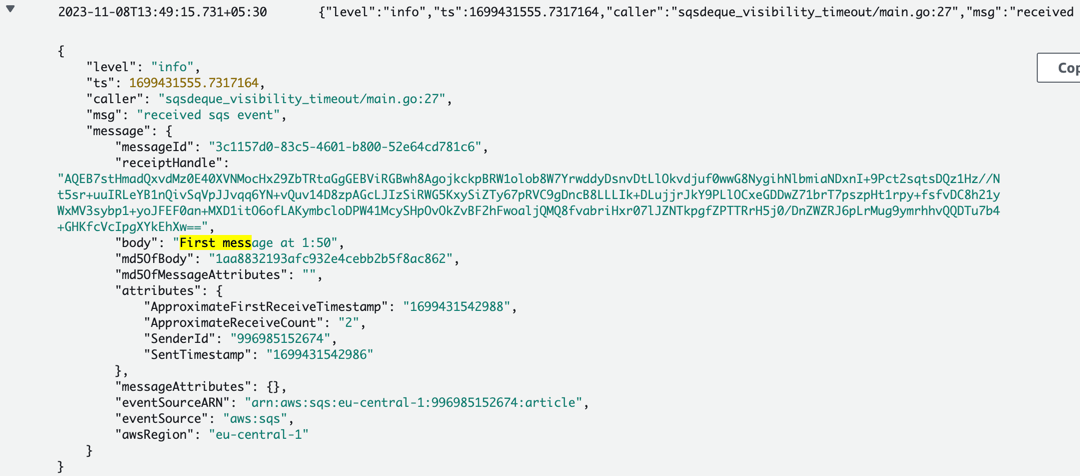 2023-11-08T13:49:15.731+05:30 {"level":"info","ts":1699431555.7317164,"caller":"sqsdeque_visibility_timeout/main.go:27","msg":"received
{
"level": "info",
Cop
"ts": 1699431555.7317164,
"caller": "sqsdeque_visibility_timeout/main.go:27",
"msg": "received sqs event",
"message": {
"messageId": "3c1157d0-83c5-4601-b800-52e64cd781c6",
"receiptHandle":
"AQEB7stHmadQxvdMz0E40XVNMocHx29ZbTRtaGgGEBViRGBwh8AgojkckpBRW1olob8W7YrwddyDsnvDtLlOkvdjuf0wwG8NygihNlbmiaNDxnI+9Pct2sqtsDQz1Hz//N
t5sr+uuIRLeYB1nQivSqVpJJvqq6YN+vQuv14D8zpAGcLJIzSiRWG5KxySiZTy67pRVC9gDncB8LLLIk+DLujjrJkY9PLlOCxeGDDwZ71brT7pszpHt1rpy+fsfvDC8h21y
WxMV3sybp1+yoJFEF0an+MXD1itO6ofLAKymbcloDPW41McySHpOvOkZvBF2hFwoaljQMQ8fvabriHxr07lJZNTkpgfZPTTRrH5j0/DnZWZRJ6pLrMug9ymrhhvQQDTu7b4
+GHKfcVcIpgXYkEhXw==",
"body": "First message at 1:50",
"md5OfBody": "1aa8832193afc932e4cebb2b5f8ac862",
"md5OfMessageAttributes": "",
"attributes": {
"ApproximateFirstReceiveTimestamp": "1699431542988",
"ApproximateReceiveCount": "2",
"SenderId": "996985152674",
"SentTimestamp": "1699431542986"
},
"messageAttributes": {},
"eventSourceARN": "arn:aws:sqs:eu-central-1:996985152674:article",
"eventSource": "aws:sqs",
"awsRegion": "eu-central-1"
}
}